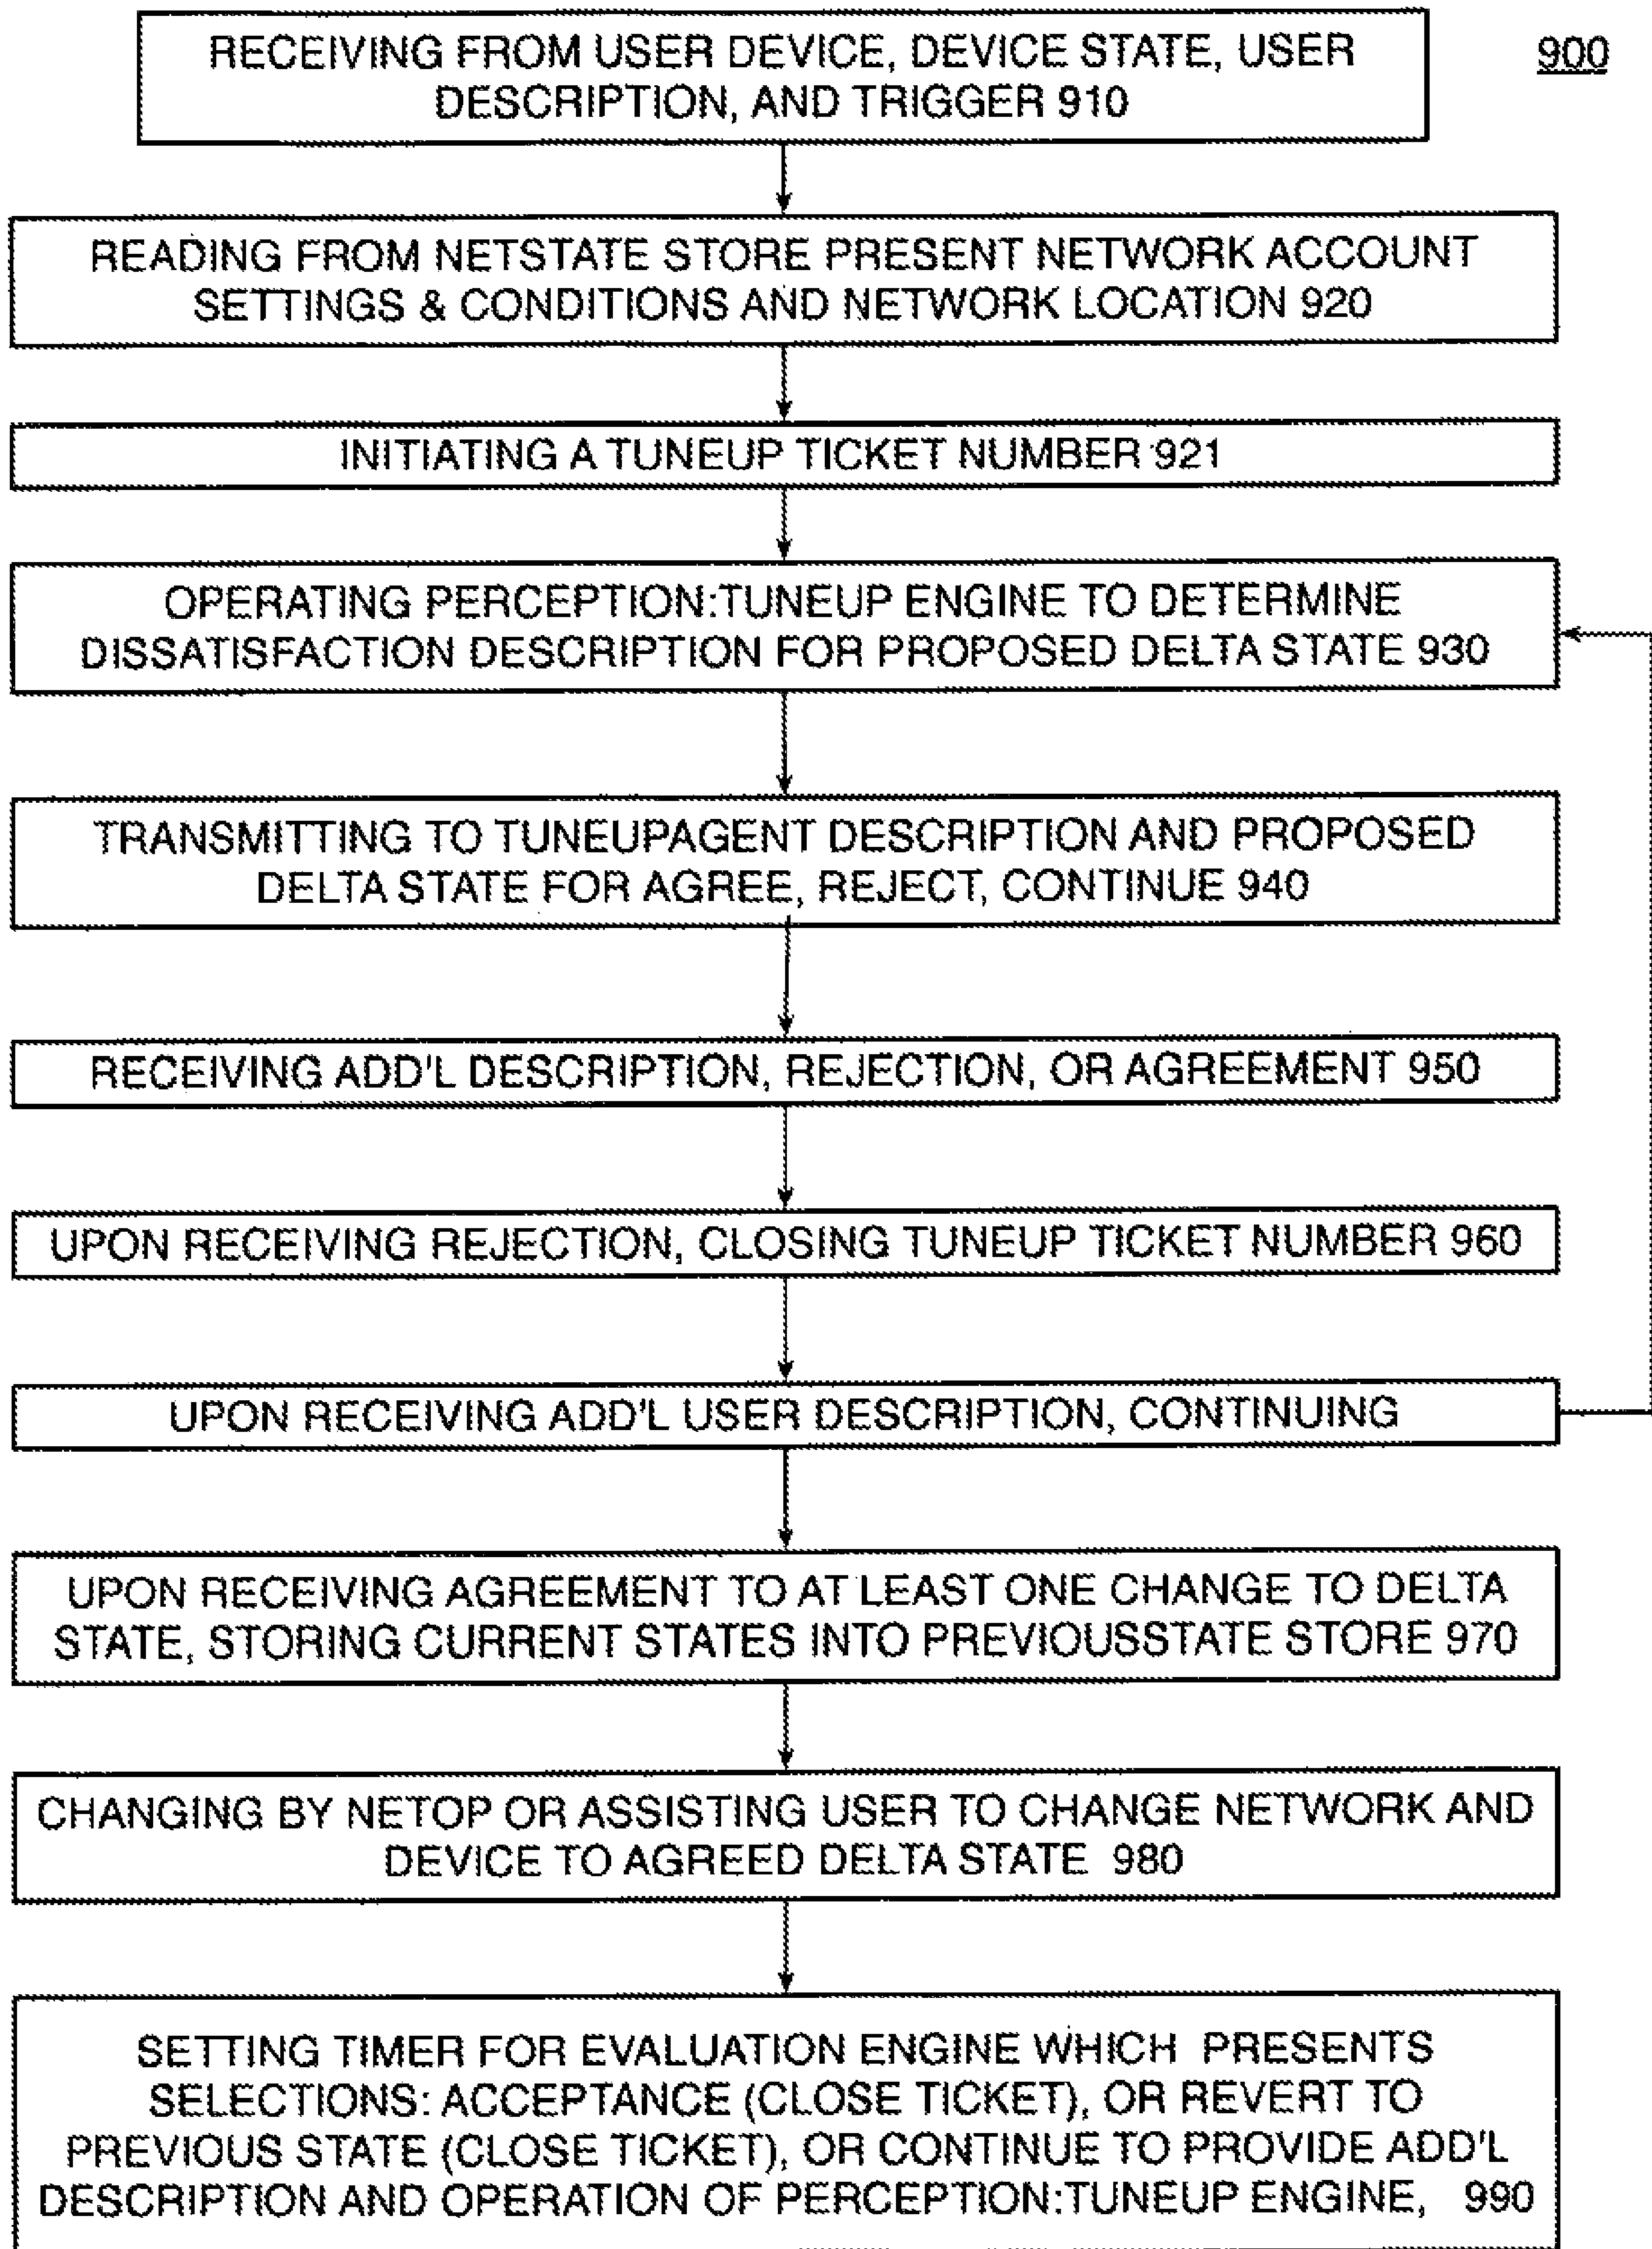 RECEIVING FROM USER DEVICE, DEVICE STATE, USER
DESCRIPTION, AND TRIGGER 910
900
READING FROM NETSTATE STORE PRESENT NETWORK ACCOUNT
SETTINGS & CONDITIONS AND NETWORK LOCATION 920
INITIATING A TUNEUP TICKET NUMBER 921
OPERATING PERCEPTION:TUNEUP ENGINE TO DETERMINE
DISSATISFACTION DESCRIPTION FOR PROPOSED DELTA STATE 930
TRANSMITTING TO TUNEUPAGENT DESCRIPTION AND PROPOSED
DELTA STATE FOR AGREE, REJECT, CONTINUE 940
RECEIVING ADD'L DESCRIPTION, REJECTION, OR AGREEMENT 950
UPON RECEIVING REJECTION, CLOSING TUNEUP TICKET NUMBER 960
UPON RECEIVING ADD'L USER DESCRIPTION, CONTINUING
UPON RECEIVING AGREEMENT TO AT LEAST ONE CHANGE TO DELTA
STATE, STORING CURRENT STATES INTO PREVIOUSSTATE STORE 970
CHANGING BY NETOP OR ASSISTING USER TO CHANGE NETWORK AND
DEVICE TO AGREED DELTA STATE 980
SETTING TIMER FOR EVALUATION ENGINE WHICH PRESENTS
SELECTIONS: ACCEPTANCE (CLOSE TICKET), OR REVERT TO
PREVIOUS STATE (CLOSE TICKET), OR CONTINUE TO PROVIDE ADD'L
DESCRIPTION AND OPERATION OF PERCEPTION:TUNEUP ENGINE, 990